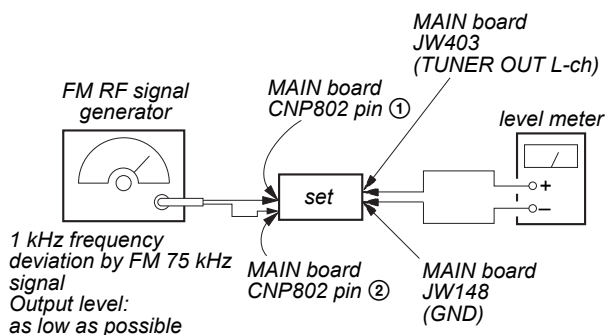 MAIN board
JW403
(TUNER OUT L-ch)
FM RF signal
generator
MAIN board
CNP802 pin ①
level meter
set
+
–
1 kHz frequency
deviation by FM 75 kHz
signal
Output level:
as low as possible
MAIN board
CNP802 pin ②
MAIN board
JW148
(GND)